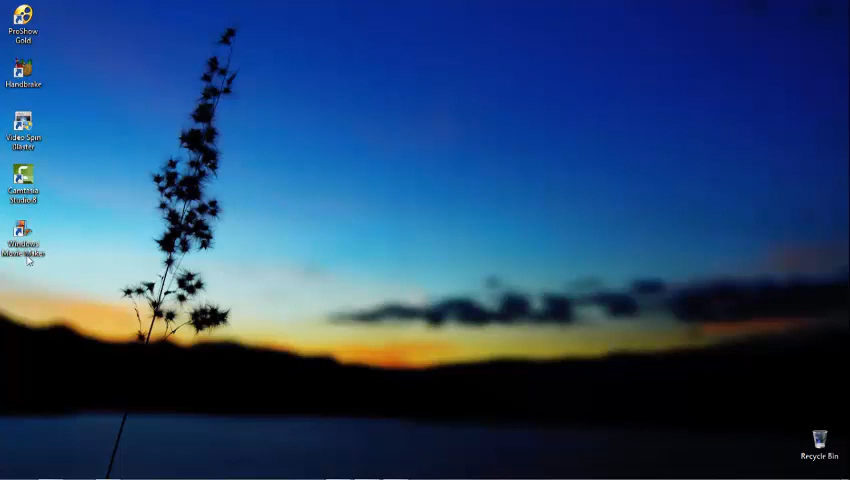 ProShow
Gold
Handbrake
Video Spin
Blaster
Camtasia
Studio 8
Windows
Movie Maker
Recycle Bin